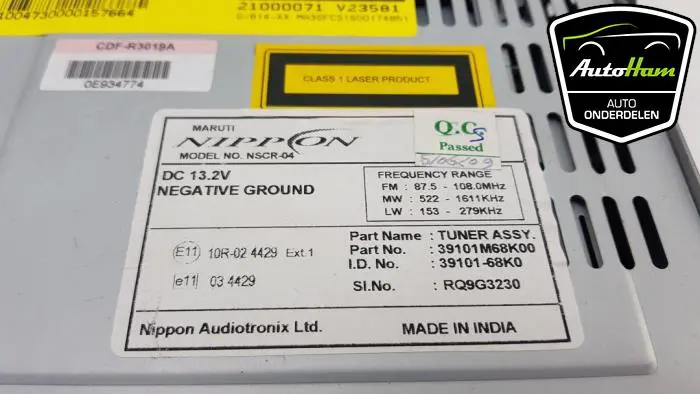 1004730000157664
21000071 V23581
CDF-R3019A
0E934774
CLASS 1 LASER PRODUCT
AutoHam
AUTO
ONDERDELEN
MARUTI
NIPPON
MODEL NO. NSCR-04
Q.C
Passed
DC 13.2V
NEGATIVE GROUND
FREQUENCY RANGE
FM : 87.5 - 108.0MHz
MW : 522 - 1611KHz
LW : 153 - 279KHz
E11 10R-02 4429 Ext.1
e11 03 4429
Part Name : TUNER ASSY.
Part No. : 39101M68K00
I.D. No. : 39101-68K0
Sl.No. : RQ9G3230
Nippon Audiotronix Ltd.
MADE IN INDIA